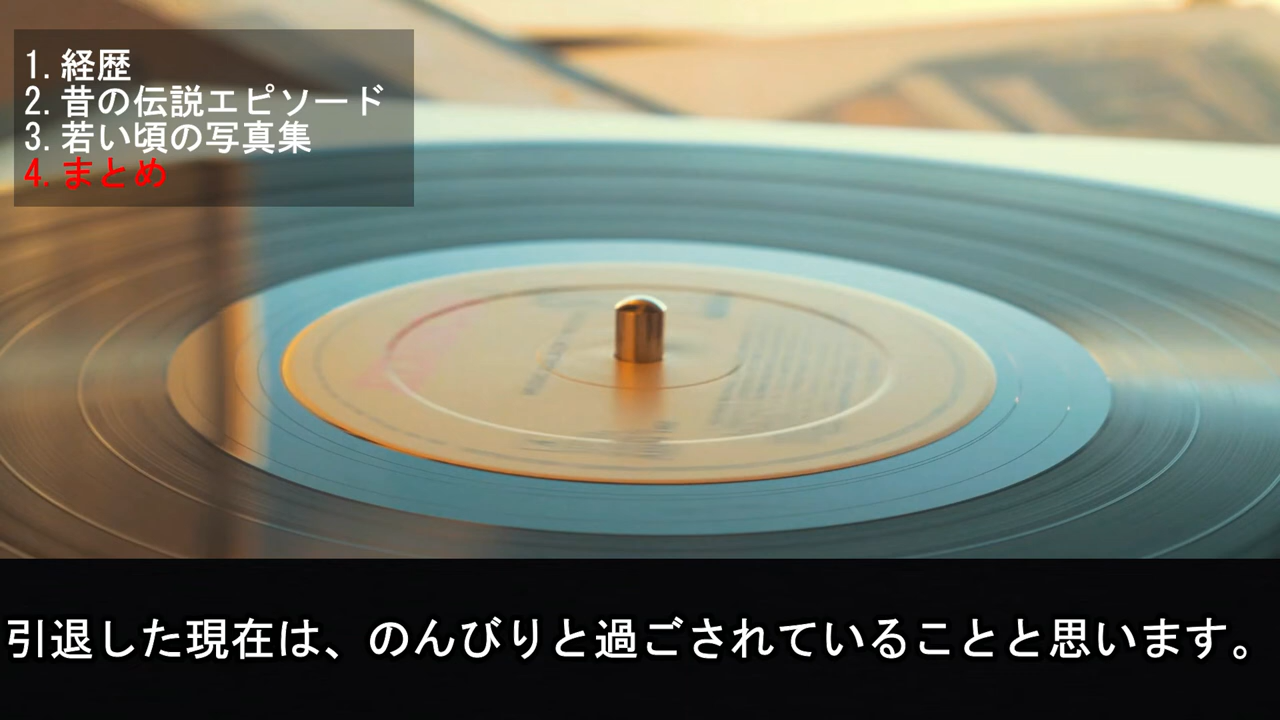 1.経歴
2.昔の伝説エピソード
3.若い頃の写真集
4.まとめ
引退した現在は、のんびりと過ごされていることと思います。